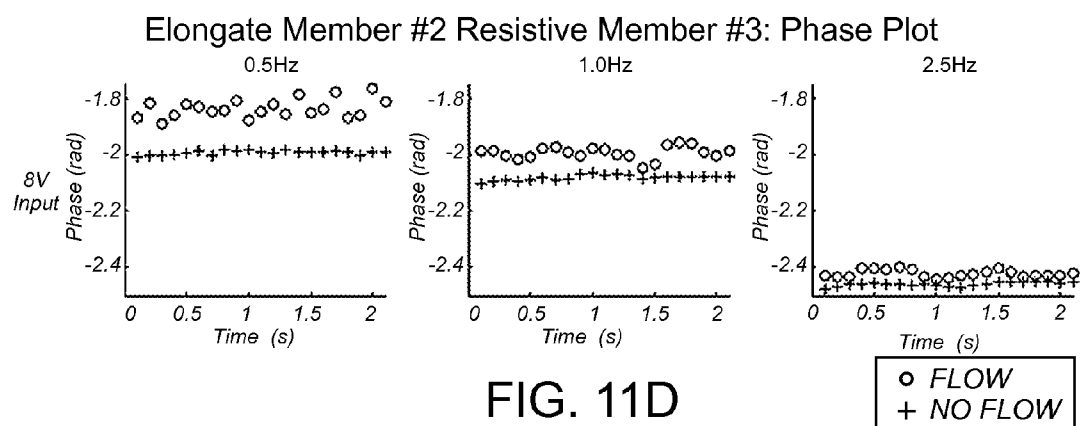 Elongate Member #2 Resistive Member #3: Phase Plot
0.5Hz
1.0Hz
2.5Hz
8V
Input
Phase (rad)
-1.8
-2
-2.2
-2.4
0
0.5
1
1.5
2
Time (s)
Phase (rad)
-1.8
-2
-2.2
-2.4
0
0.5
1
1.5
2
Time (s)
Phase (rad)
-1.8
-2
-2.2
-2.4
0
0.5
1
1.5
2
Time (s)
FLOW
NO FLOW
FIG. 11D